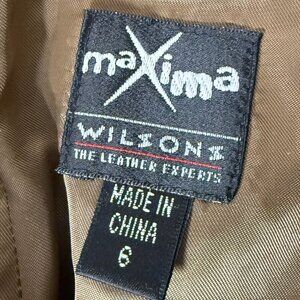 maxima
WILSONS
THE LEATHER EXPERTS
MADE IN
CHINA
6